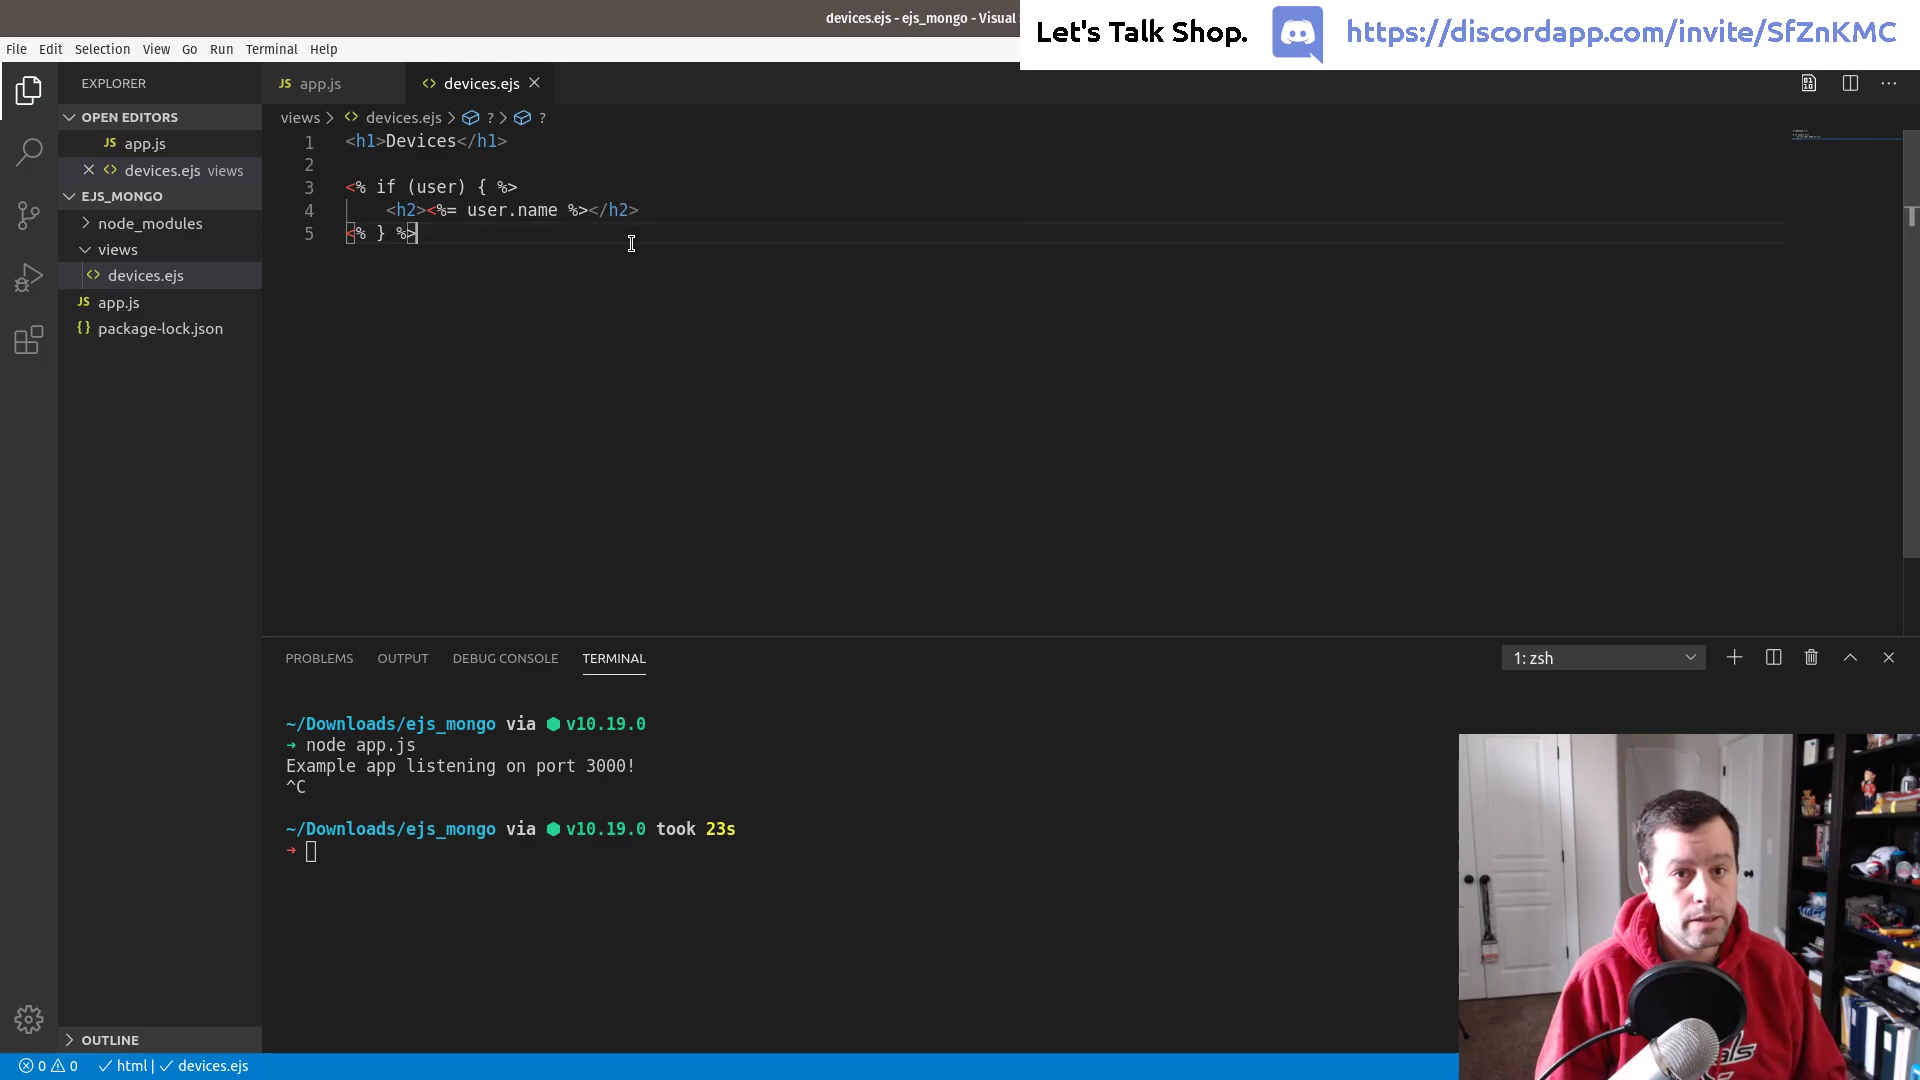 devices.ejs - ejs_mongo - Visual
Let's Talk Shop.
https://discordapp.com/invite/SfZnKMC
File Edit Selection View Go Run Terminal Help
EXPLORER
JS app.js
devices.ejs
OPEN EDITORS
JS app.js
devices.ejs views
EJS_MONGO
node_modules
views
devices.ejs
JS app.js
{} package-lock.json
OUTLINE
views > devices.ejs > ? > ?
1 <h1>Devices</h1>
2
3 <% if (user) { %>
4 <h2><%= user.name %></h2>
5 <% } %>
PROBLEMS OUTPUT DEBUG CONSOLE TERMINAL
1: zsh
~/Downloads/ejs_mongo via ⬢ v10.19.0
➜ node app.js
Example app listening on port 3000!
^C
~/Downloads/ejs_mongo via ⬢ v10.19.0 took 23s
➜
0 0 ✓ html | ✓ devices.ejs